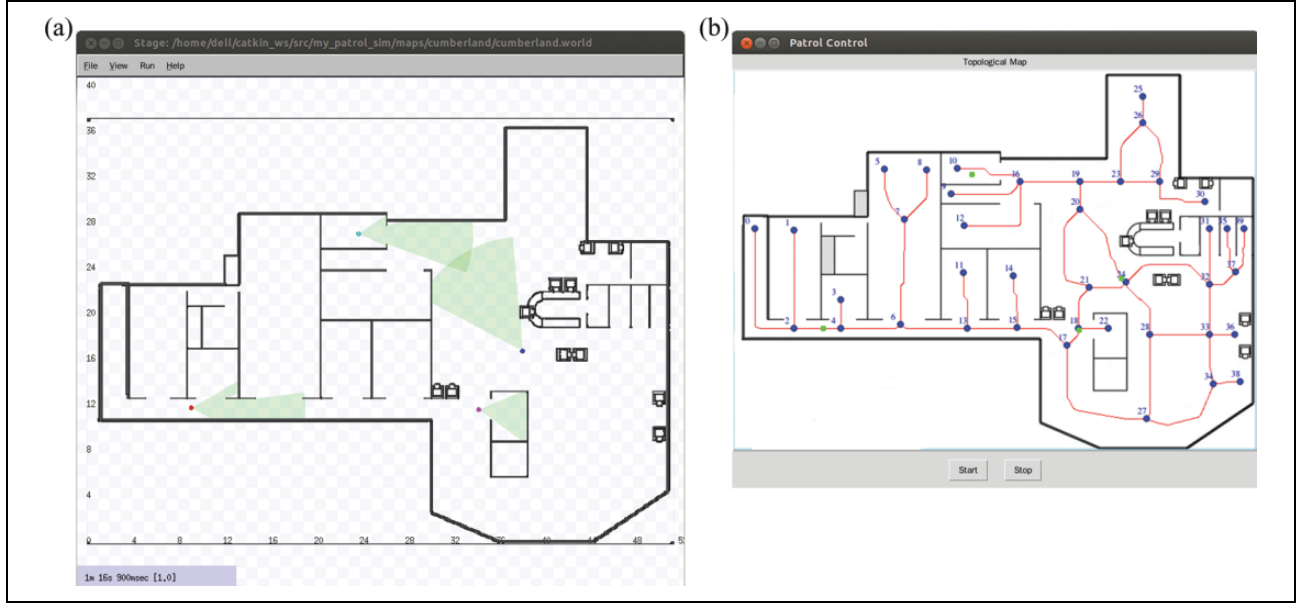 (a)
Stage: /home/dell/catkin_ws/src/my_patrol_sim/maps/cumberland/cumberland.world
File View Run Help
40
36
32
28
24
20
16
12
8
4
0 4 8 12 16 20 24 28 32 36 40 44 48
1m 16s 900msec [1.0]
(b)
Patrol Control
Topological Map
25
26
5 8 10
16 19 23 29
9
30
20
0 1 7 12 31 35 39
11 14 24 37
21 32
3
2 4 6 13 15 18 22 28 33 36
17
34 38
27
Start Stop